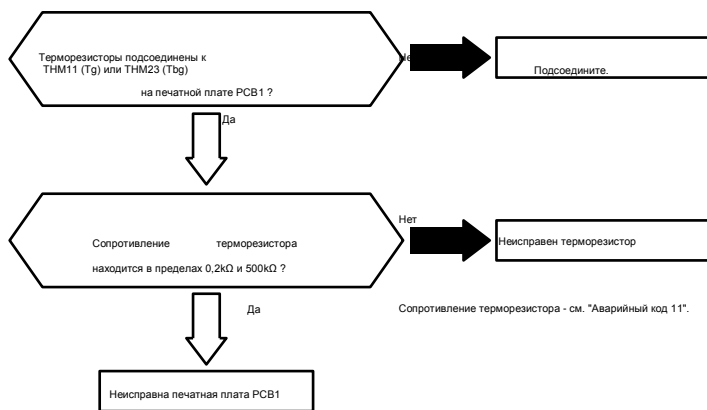 Терморезисторы подсоединены к
THM11 (Tg) или THM23 (Tbg)
на печатной плате PCB1 ?
Нет
Подсоедините.
Да
Сопротивление терморезистора
находится в пределах 0,2kΩ и 500kΩ ?
Нет
Неисправен терморезистор
Да
Сопротивление терморезистора - см. "Аварийный код 11".
Неисправна печатная плата PCB1